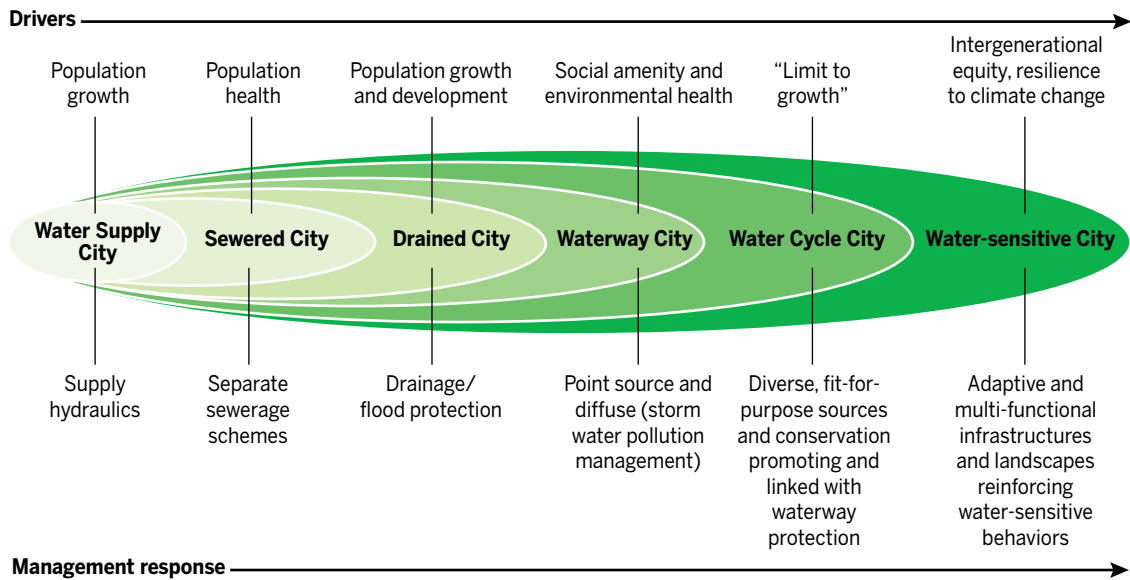 Drivers
Population
growth
Population
health
Population growth
and development
Social amenity and
environmental health
“Limit to
growth”
Intergenerational
equity, resilience
to climate change
Water Supply
City
Sewered City
Drained City
Waterway City
Water Cycle City
Water-sensitive City
Supply
hydraulics
Separate
sewerage
schemes
Drainage/
flood protection
Point source and
diffuse (storm
water pollution
management)
Diverse, fit-for-
purpose sources
and conservation
promoting and
linked with
waterway
protection
Adaptive and
multi-functional
infrastructures
and landscapes
reinforcing
water-sensitive
behaviors
Management response